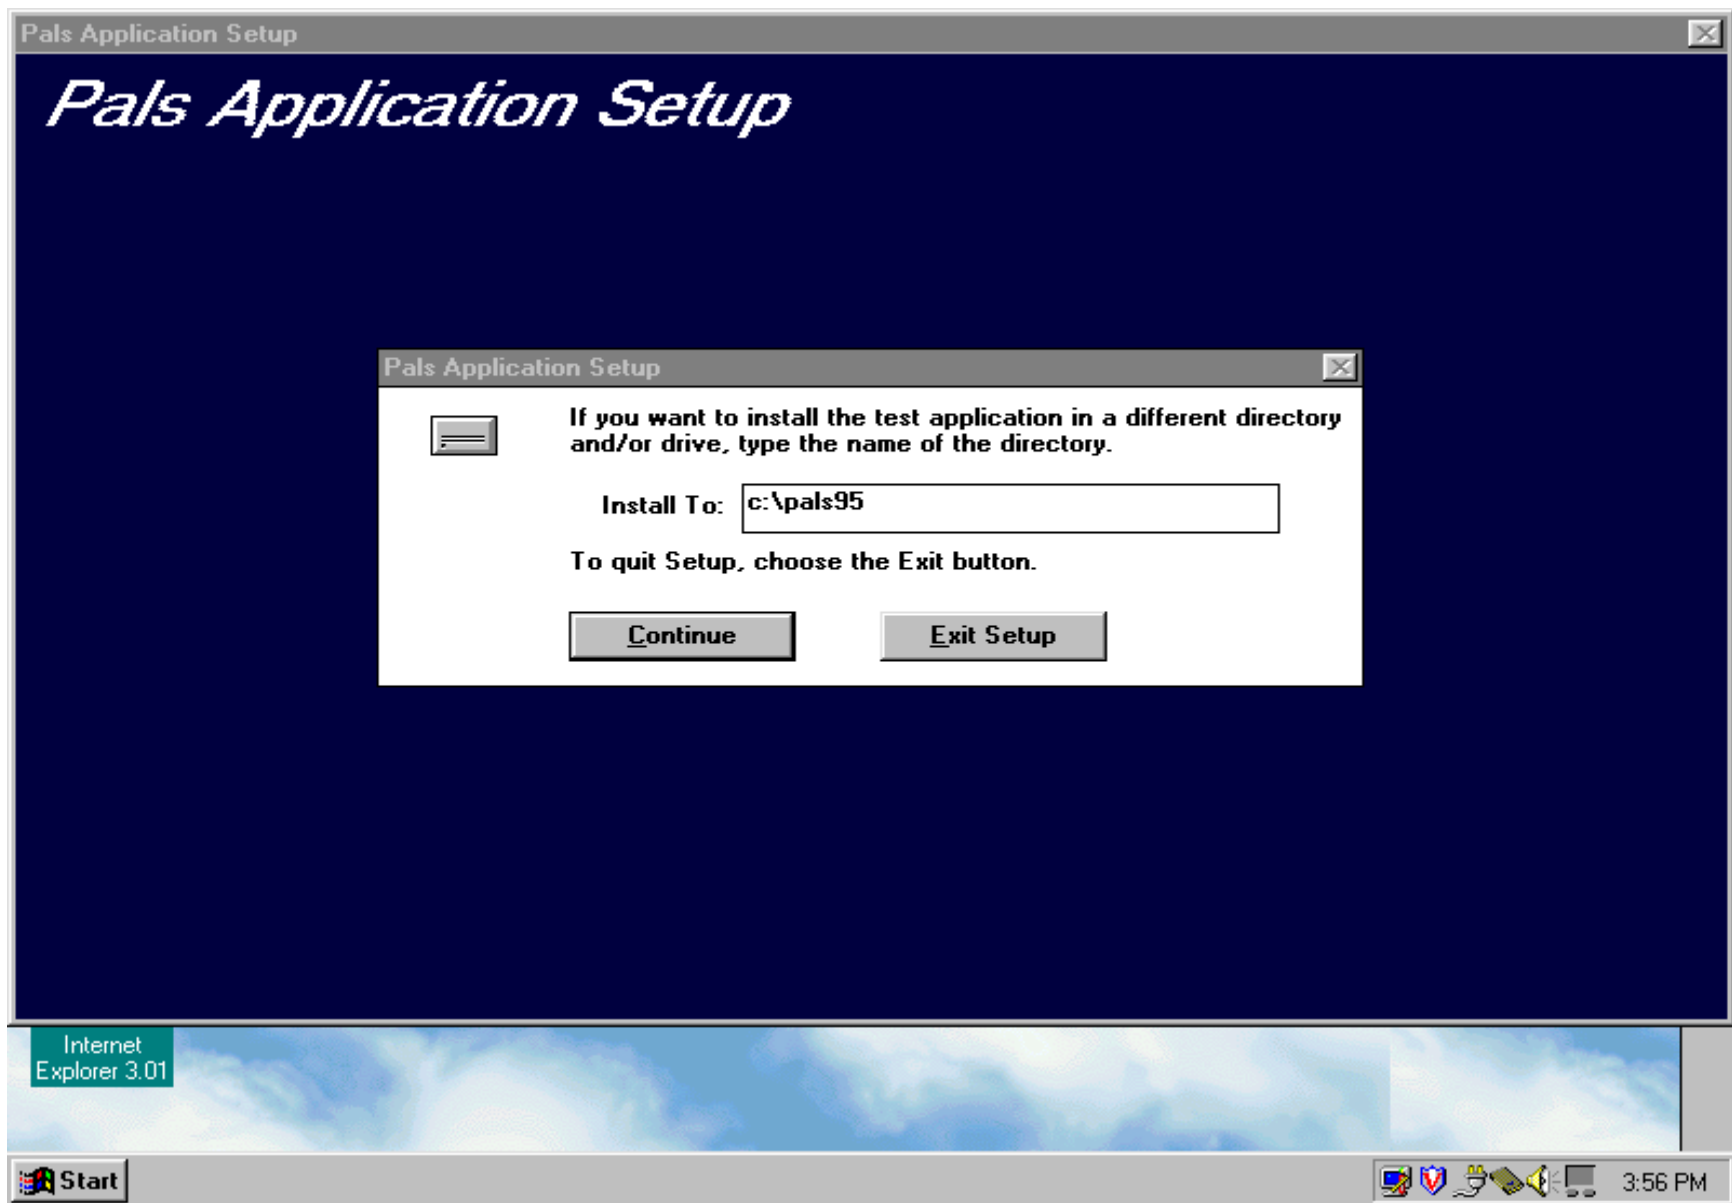 Pals Application Setup
Pals Application Setup
Pals Application Setup
If you want to install the test application in a different directory
and/or drive, type the name of the directory.
Install To: c:\pals95
To quit Setup, choose the Exit button.
Continue Exit Setup
Internet
Explorer 3.01
Start 3:56 PM